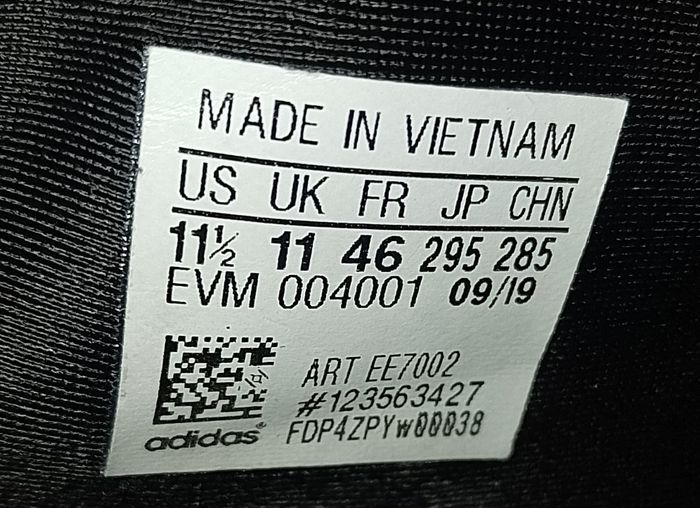 MADE IN VIETNAM
US UK FR JP CHN
11½ 11 46 295 285
EVM 004001 09/19
ART EE7002
#123563427
FDP4ZPYw00038
adidas